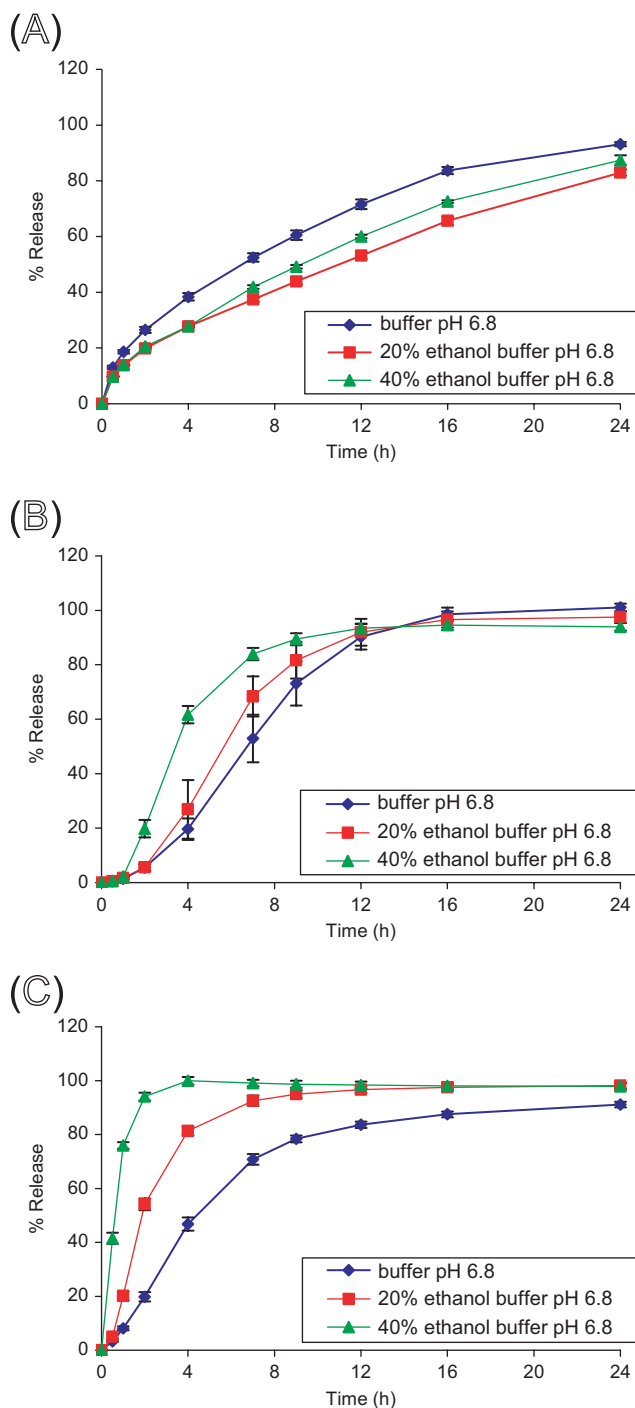 (A)
120
100
80
60
40
20
0
% Release
buffer pH 6.8
20% ethanol buffer pH 6.8
40% ethanol buffer pH 6.8
0 4 8 12 16 20 24
Time (h)
(B)
120
100
80
60
40
20
0
% Release
buffer pH 6.8
20% ethanol buffer pH 6.8
40% ethanol buffer pH 6.8
0 4 8 12 16 20 24
Time (h)
(C)
120
100
80
60
40
20
0
% Release
buffer pH 6.8
20% ethanol buffer pH 6.8
40% ethanol buffer pH 6.8
0 4 8 12 16 20 24
Time (h)